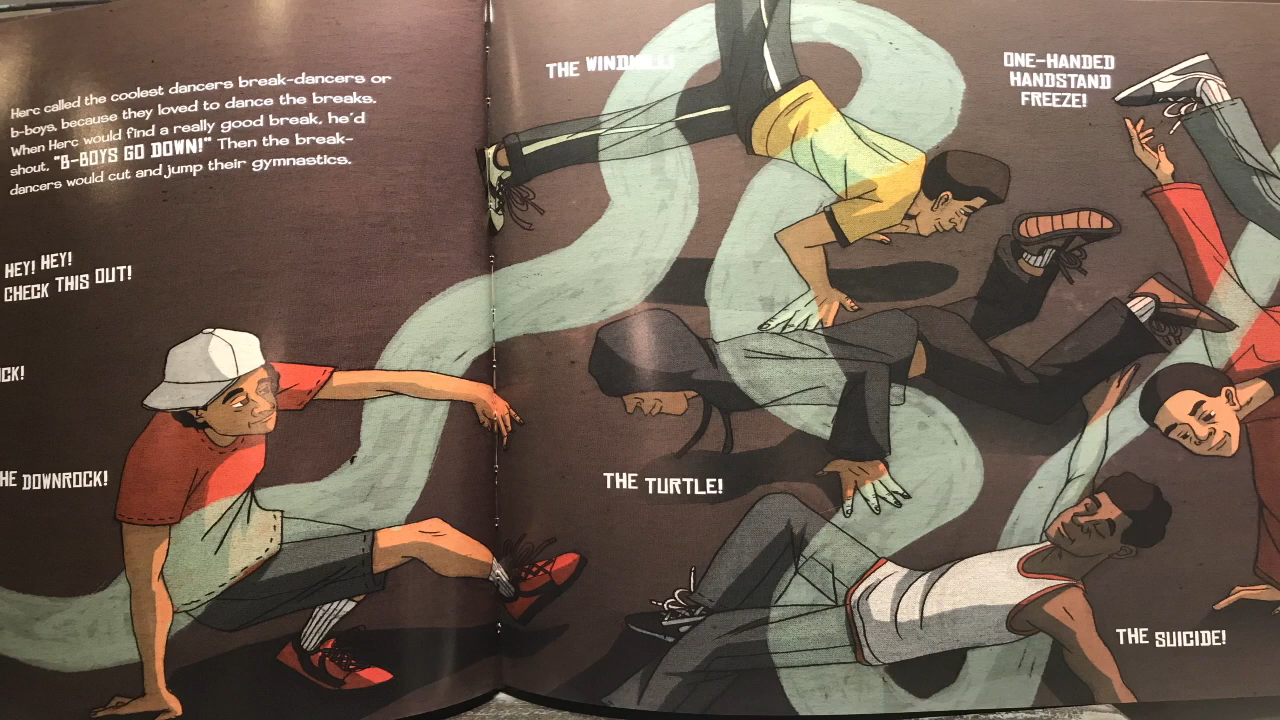 Herc called the coolest dancers break-dancers or
b-boys, because they loved to dance the breaks.
When Herc would find a really good break, he'd
shout, "B-BOYS GO DOWN!" Then the break-
dancers would cut and jump their gymnastics.
HEY! HEY!
CHECK THIS OUT!
DOWNROCK!
THE WINDMILL!
ONE-HANDED
HANDSTAND
FREEZE!
THE TURTLE!
THE SUICIDE!